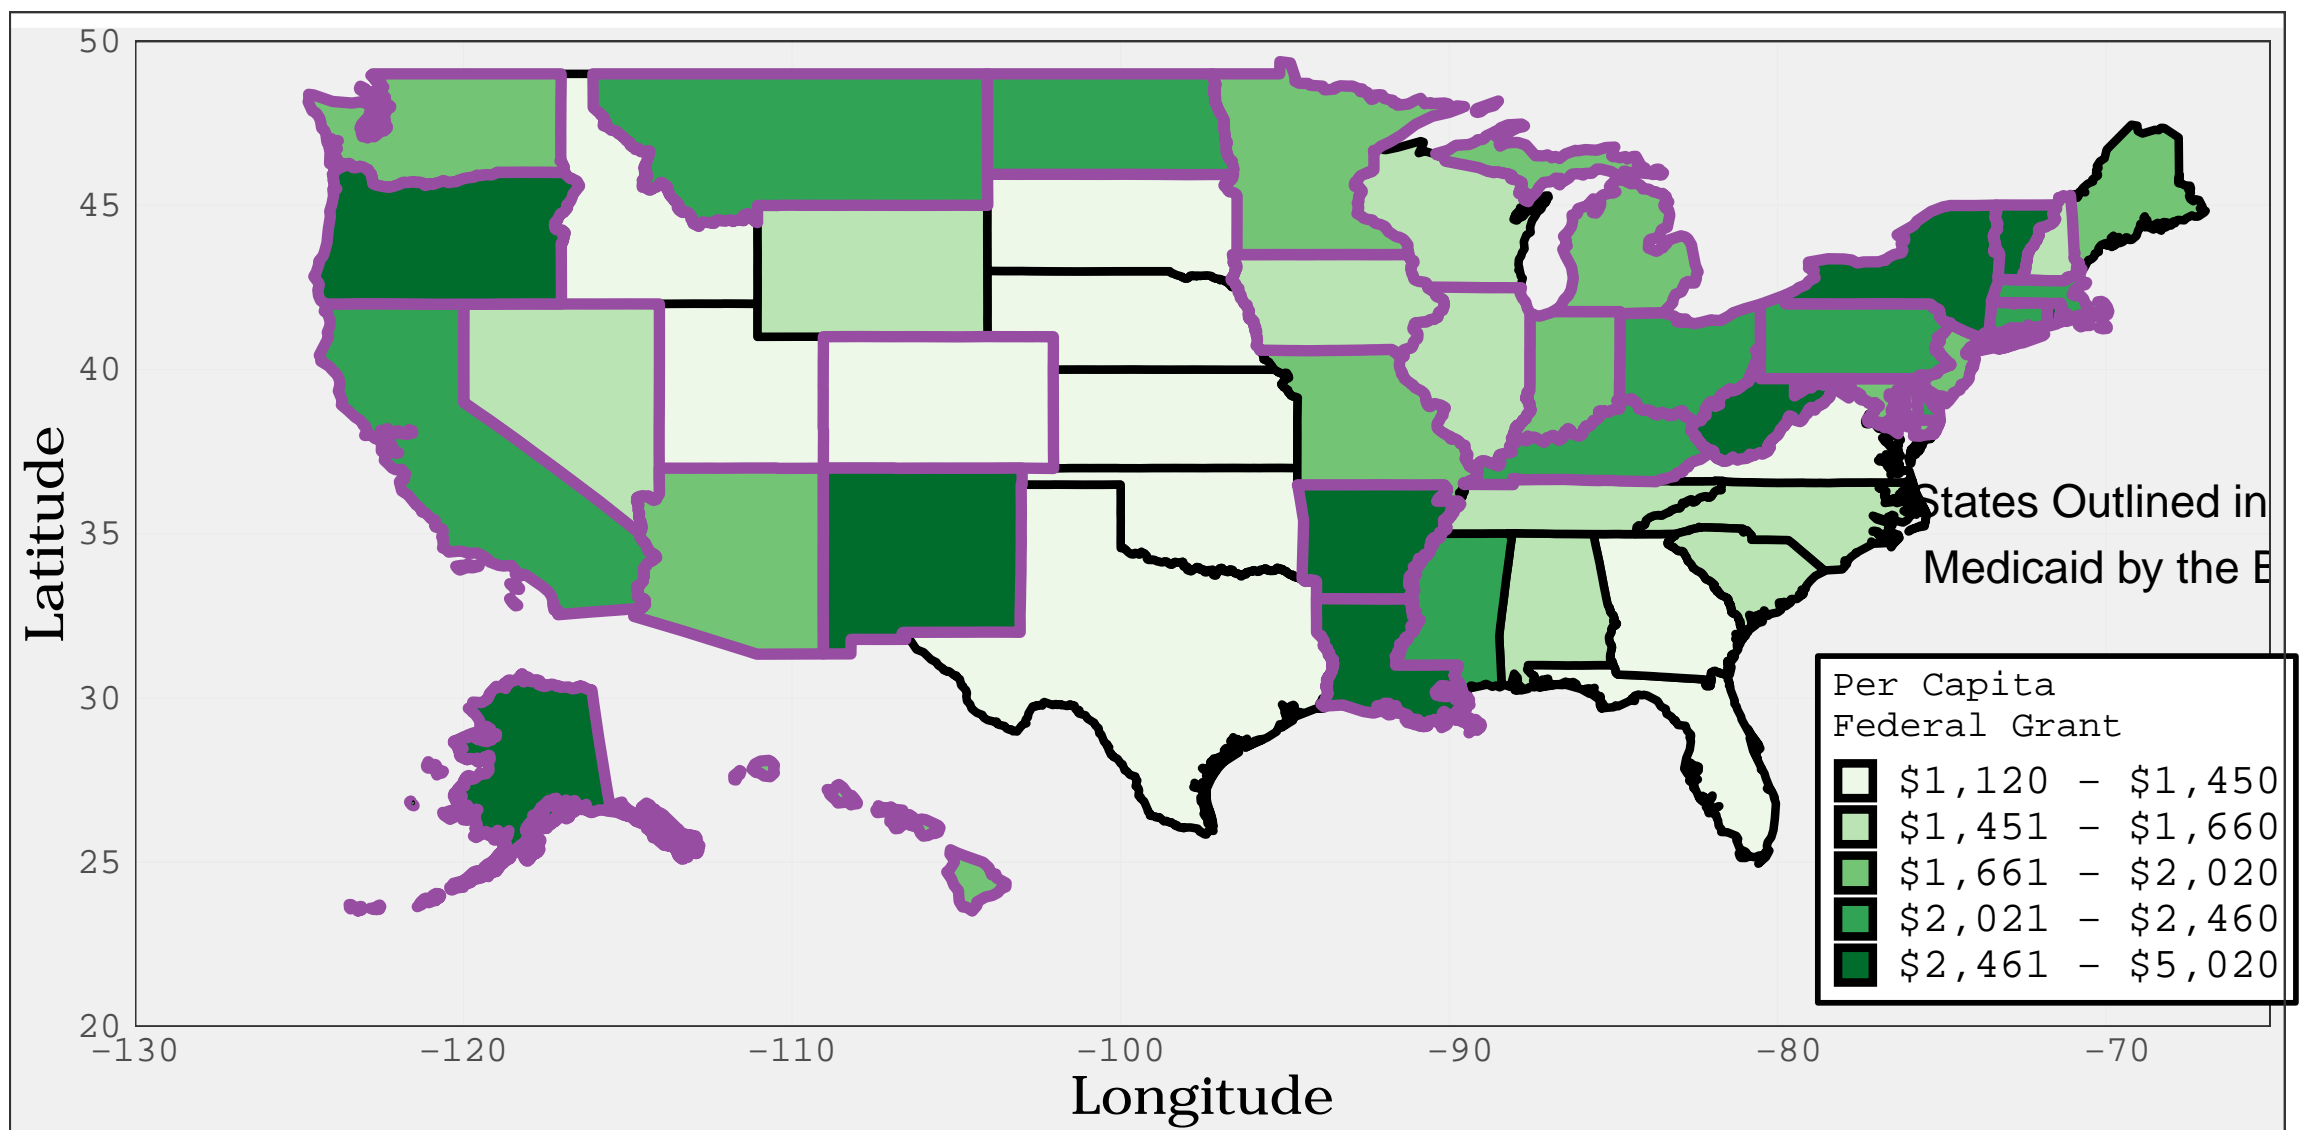 50
45
40
35
30
25
20
Latitude
−130 −120 −110 −100 −90 −80 −70
Longitude
States Outlined in
Medicaid by the
Per Capita
Federal Grant
$1,120 − $1,450
$1,451 − $1,660
$1,661 − $2,020
$2,021 − $2,460
$2,461 − $5,020